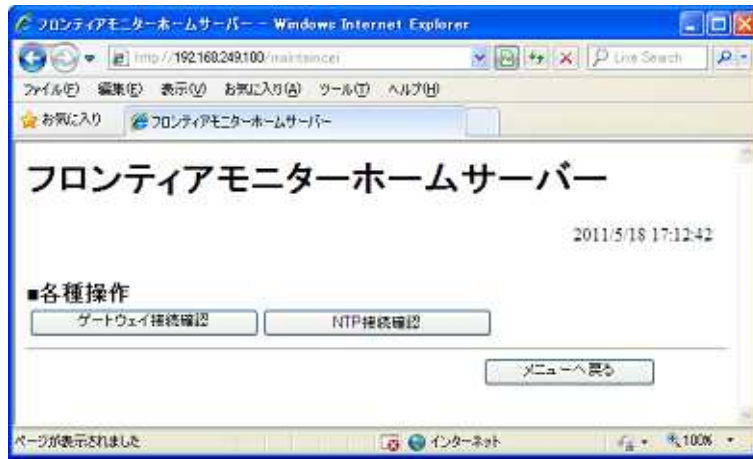 フロンティアモニターホームサーバー - Windows Internet Explorer
http://192.168.249.100/maintaince/
Live Search
ファイル(F) 編集(E) 表示(V) お気に入り(A) ツール(T) ヘルプ(H)
お気に入り フロンティアモニターホームサーバー
フロンティアモニターホームサーバー
2011/5/18 17:12:42
■各種操作
ゲートウェイ接続確認 NTP接続確認
メニューへ戻る
ページが表示されました インターネット 100%